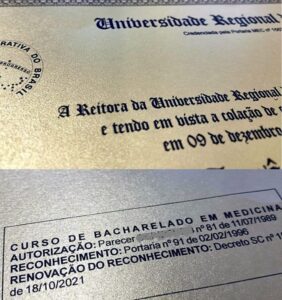 Universidade Regional
Credenciada pela Portaria MEC nº
RATIVA DO BRASIL
A Reitora da Universidade Regional
e tendo em vista a colação de
em 09 de dezembro
CURSO DE BACHARELADO EM MEDICINA
AUTORIZAÇÃO: Parecer nº 81 de 11/07/1989
RECONHECIMENTO: Portaria nº 91 de 02/02/1996
RENOVAÇÃO DO RECONHECIMENTO: Decreto SC nº
de 18/10/2021